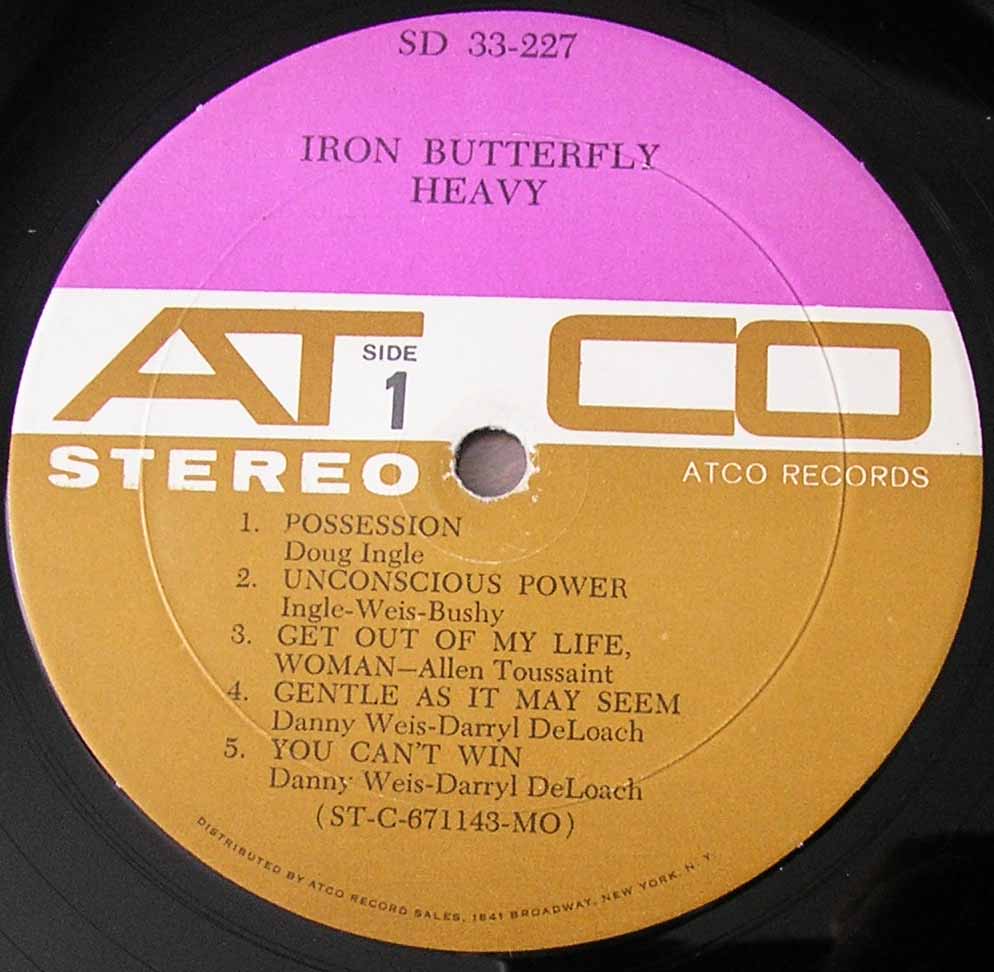 SD 33-227
IRON BUTTERFLY
HEAVY
ATCO
SIDE
1
STEREO
ATCO RECORDS
1. POSSESSION
Doug Ingle
2. UNCONSCIOUS POWER
Ingle-Weis-Bushy
3. GET OUT OF MY LIFE,
WOMAN—Allen Toussaint
4. GENTLE AS IT MAY SEEM
Danny Weis-Darryl DeLoach
5. YOU CAN'T WIN
Danny Weis-Darryl DeLoach
(ST-C-671143-MO)
DISTRIBUTED BY ATCO RECORD SALES, 1841 BROADWAY, NEW YORK, N. Y.